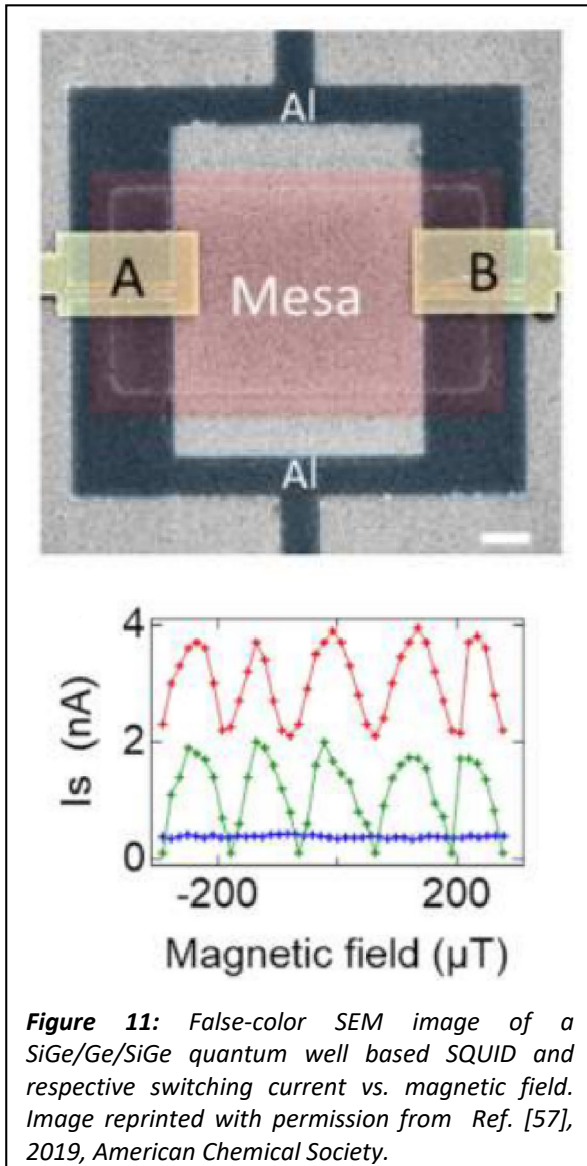 Al
A
Mesa
B
Al
4
2
0
Is (nA)
-200
200
Magnetic field (µT)
Figure 11: False-color SEM image of a
SiGe/Ge/SiGe quantum well based SQUID and
respective switching current vs. magnetic field.
Image reprinted with permission from Ref. [57],
2019, American Chemical Society.